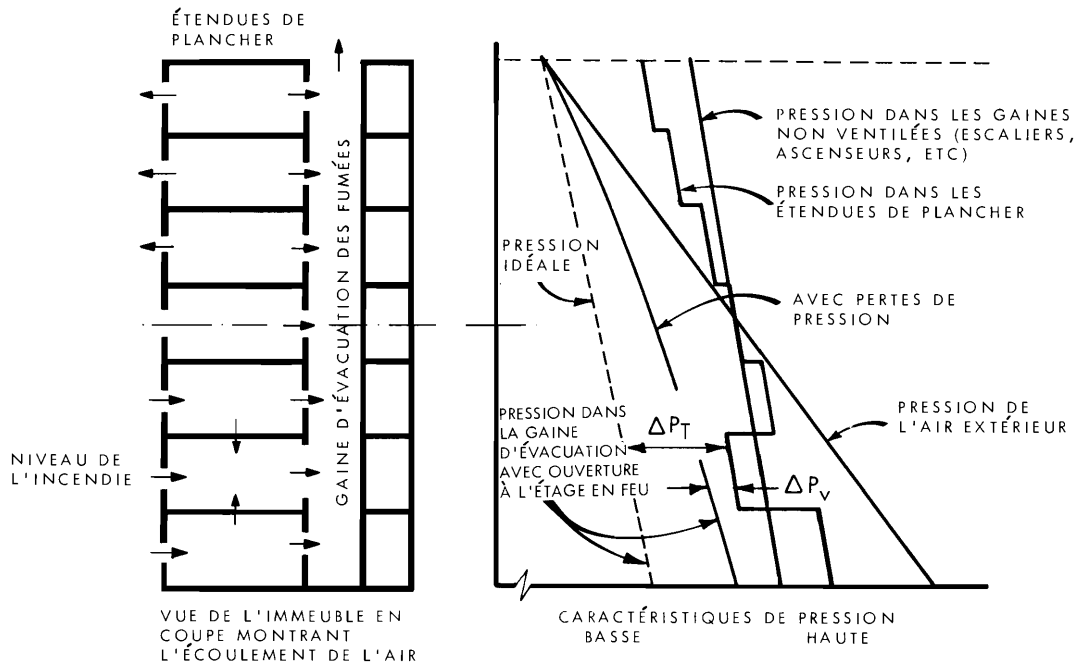 ÉTENDUES DE
PLANCHER
GAINE D'ÉVACUATION DES FUMÉES
NIVEAU DE
L'INCENDIE
VUE DE L'IMMEUBLE EN
COUPE MONTRANT
L'ÉCOULEMENT DE L'AIR
PRESSION DANS LES GAINES
NON VENTILÉES (ESCALIERS,
ASCENSEURS, ETC)
PRESSION DANS LES
ÉTENDUES DE PLANCHER
PRESSION
IDÉALE
AVEC PERTES DE
PRESSION
PRESSION DE
L'AIR EXTÉRIEUR
PRESSION DANS
LA GAINE
D'ÉVACUATION
AVEC OUVERTURE
À L'ÉTAGE EN FEU
ΔPT
ΔPv
CARACTÉRISTIQUES DE PRESSION
BASSE HAUTE